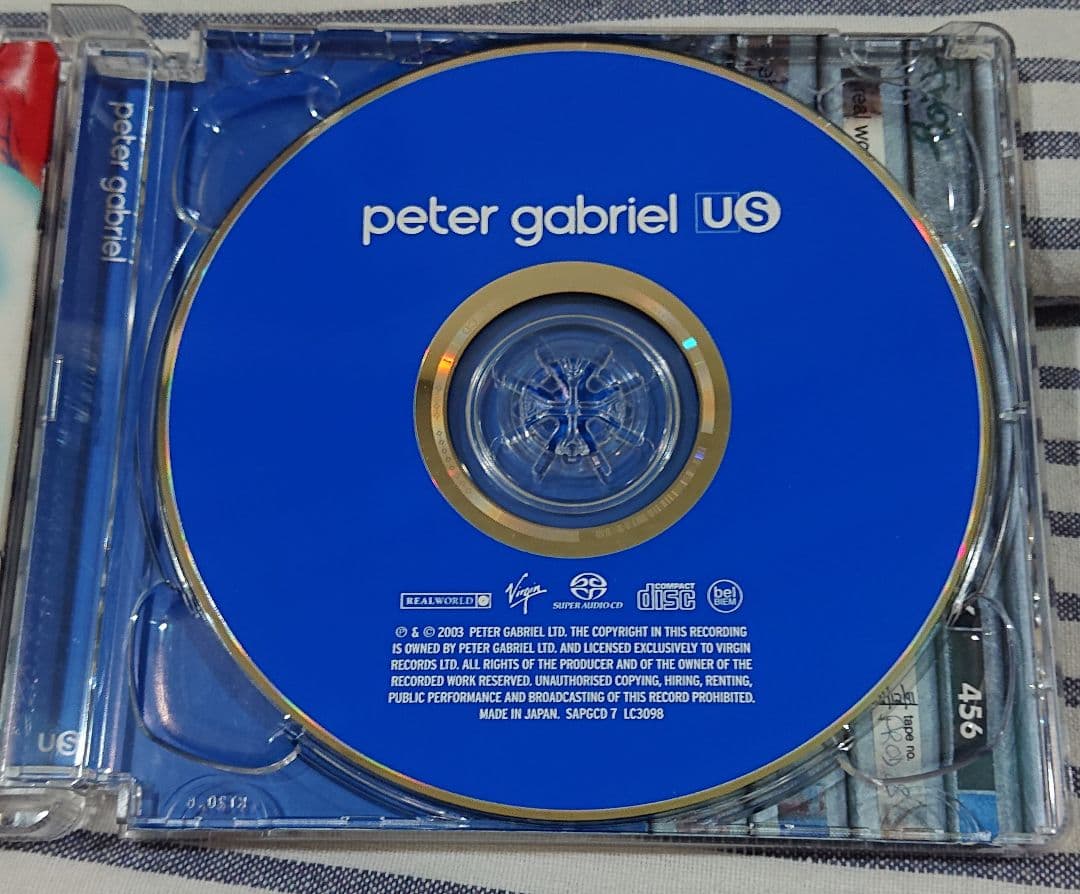 peter gabriel
us
peter gabriel US
REALWORLD
Virgin
SUPER AUDIO CD
COMPACT
disc
bel
BIEM
℗ & © 2003 PETER GABRIEL LTD. THE COPYRIGHT IN THIS RECORDING
IS OWNED BY PETER GABRIEL LTD. AND LICENSED EXCLUSIVELY TO VIRGIN
RECORDS LTD. ALL RIGHTS OF THE PRODUCER AND OF THE OWNER OF THE
RECORDED WORK RESERVED. UNAUTHORISED COPYING, HIRING, RENTING,
PUBLIC PERFORMANCE AND BROADCASTING OF THIS RECORD PROHIBITED.
MADE IN JAPAN. SAPGCD 7 LC3098
real
tape no.
456